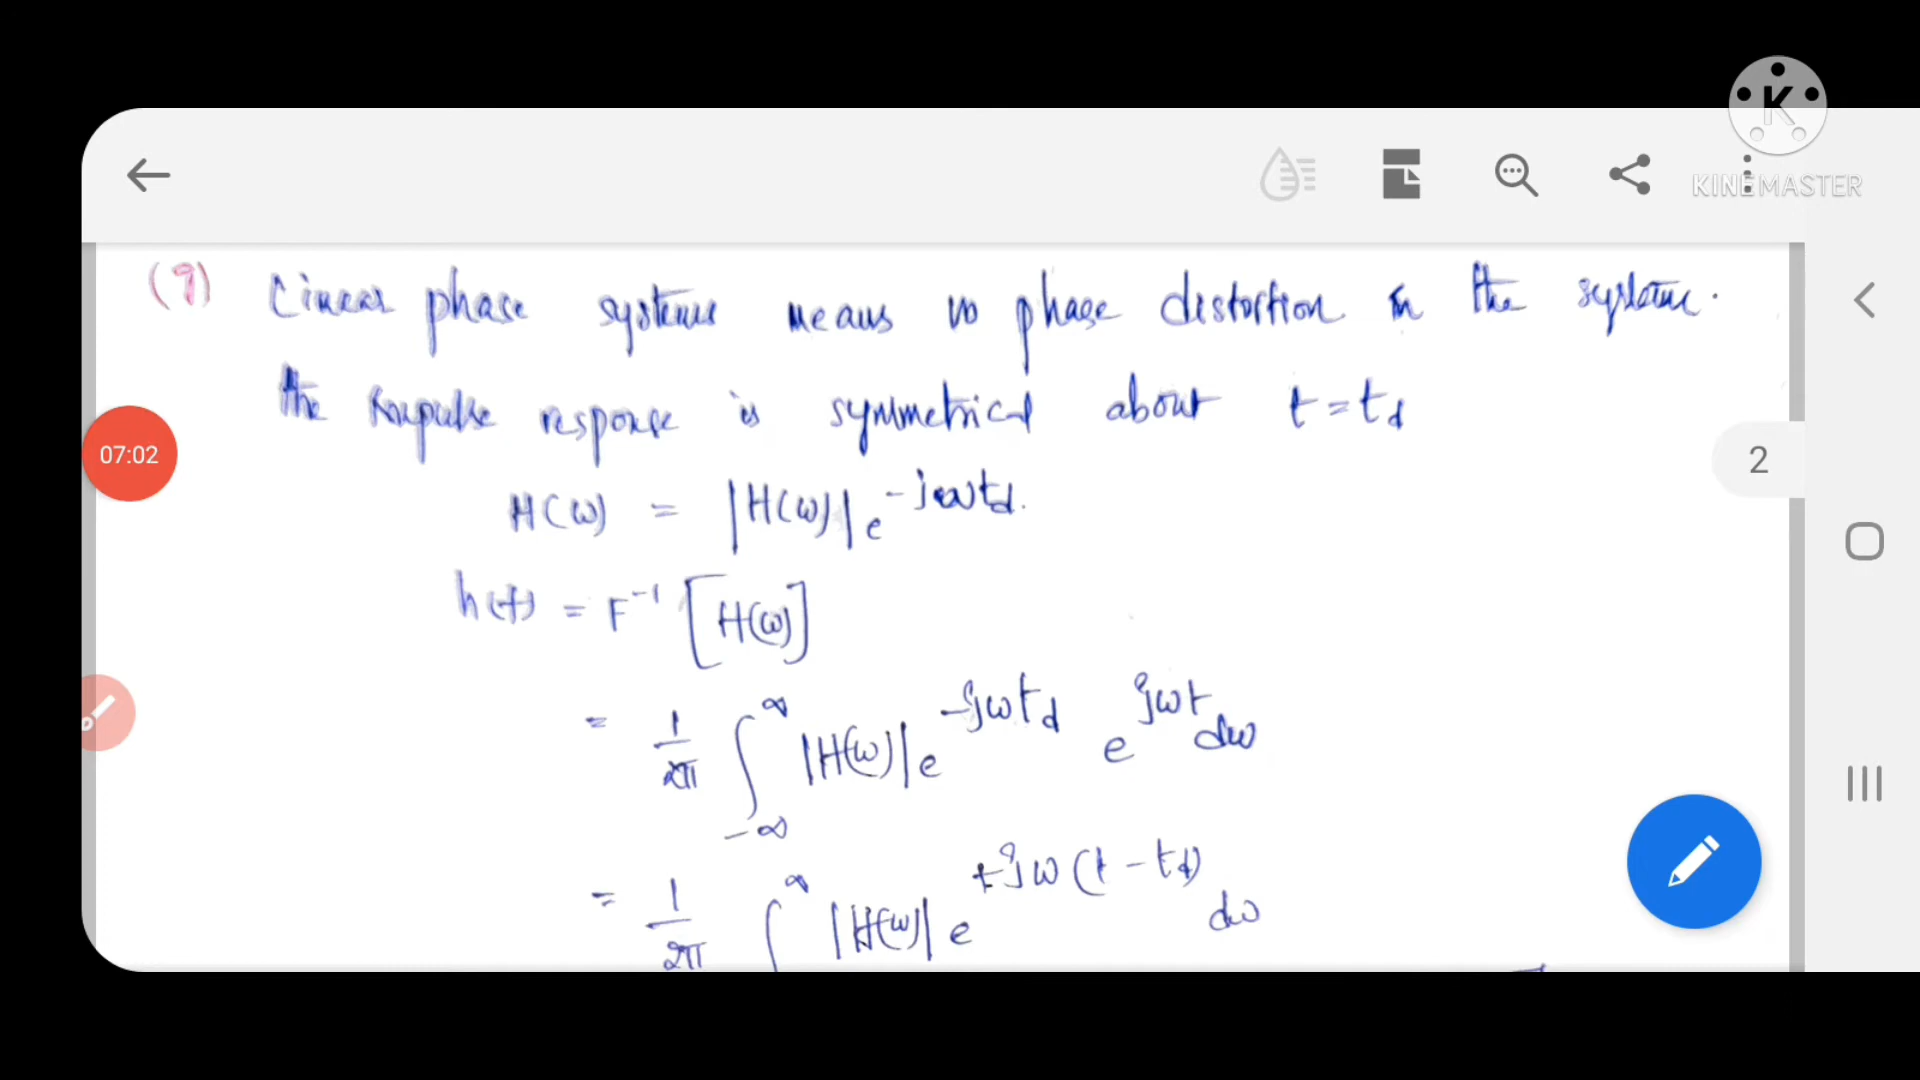 KINEMASTER
(9) Linear phase systems means no phase distortion in the system.
the impulse response is symmetrical about t = td
07:02
2
H(ω) = |H(ω)| e^-jωtd.
h(t) = F^-1 [H(ω)]
= 1/2π ∫_-∞^∞ |H(ω)| e^-jωtd e^jωt dω
= 1/2π ∫^∞ |H(ω)| e^+jω(t-td) dω